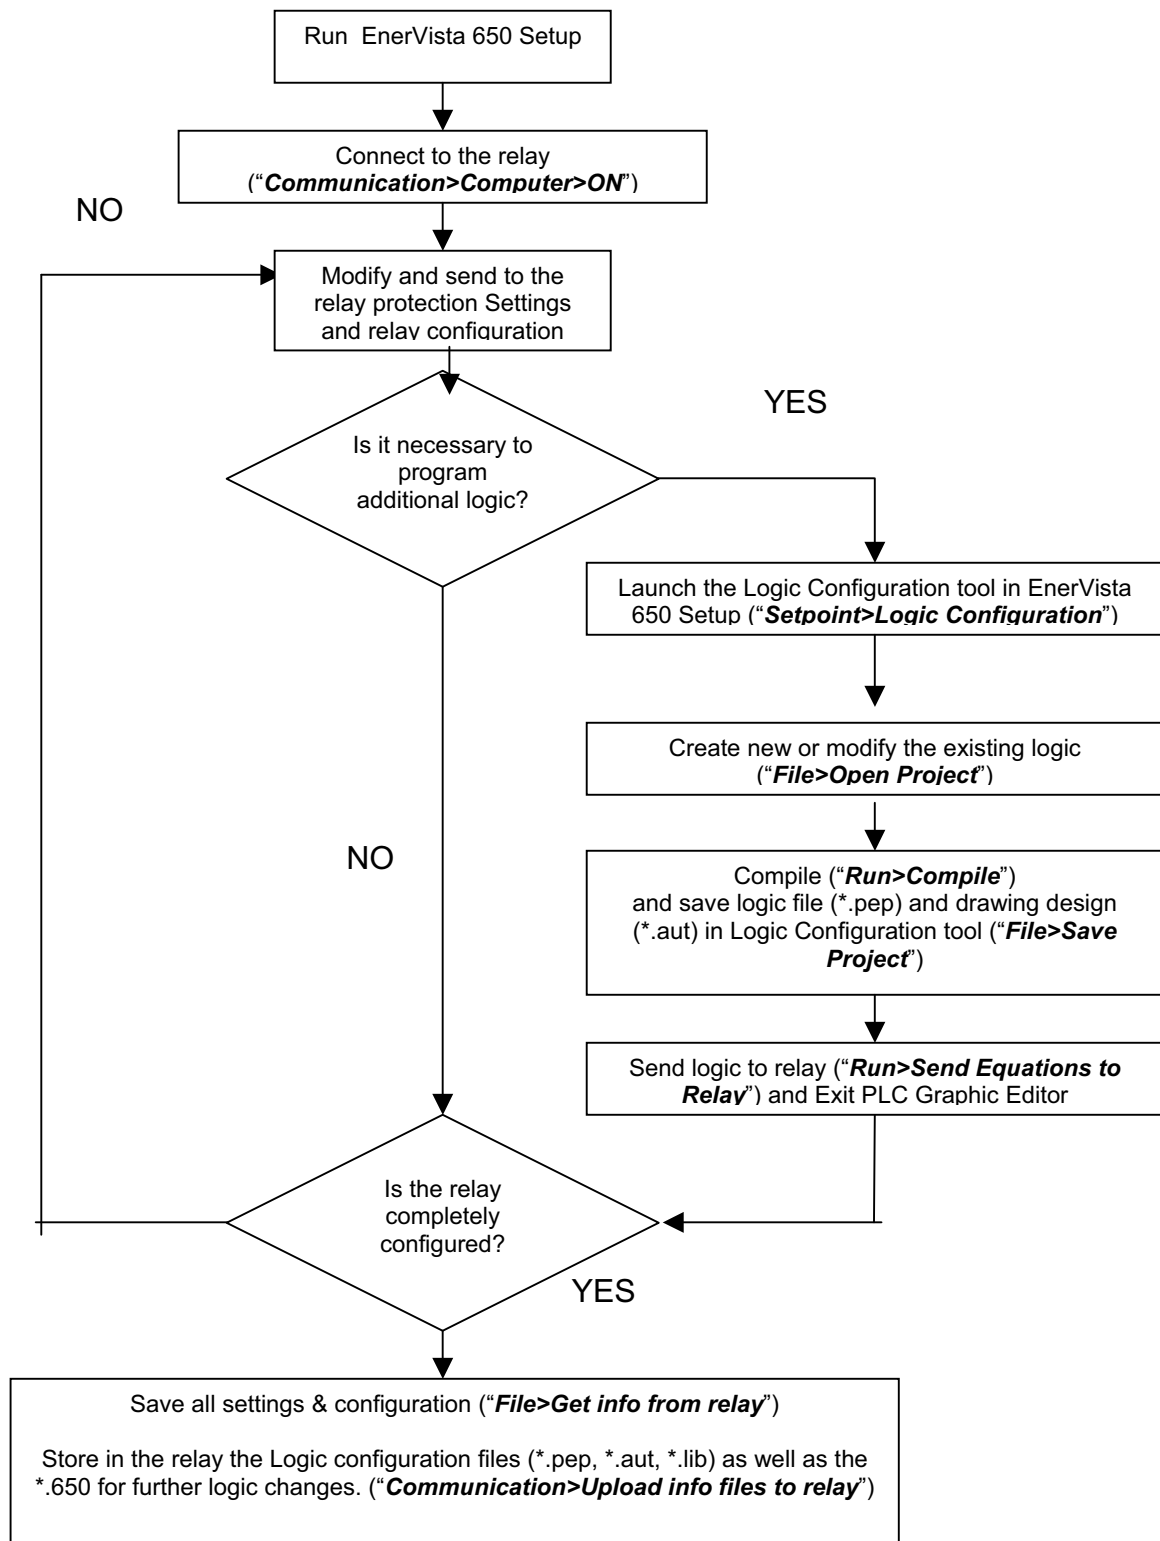 Run  EnerVista 650 Setup
Connect to the relay
(“Communication>Computer>ON”)
NO
Modify and send to the
relay protection Settings
and relay configuration
YES
Is it necessary to
program
additional logic?
Launch the Logic Configuration tool in EnerVista
650 Setup (“Setpoint>Logic Configuration”)
Create new or modify the existing logic
(“File>Open Project”)
NO
Compile (“Run>Compile”)
and save logic file (*.pep) and drawing design
(*.aut) in Logic Configuration tool (“File>Save
Project”)
Send logic to relay (“Run>Send Equations to
Relay”) and Exit PLC Graphic Editor
Is the relay
completely
configured?
YES
Save all settings & configuration (“File>Get info from relay”)
Store in the relay the Logic configuration files (*.pep, *.aut, *.lib) as well as the
*.650 for further logic changes. (“Communication>Upload info files to relay”)